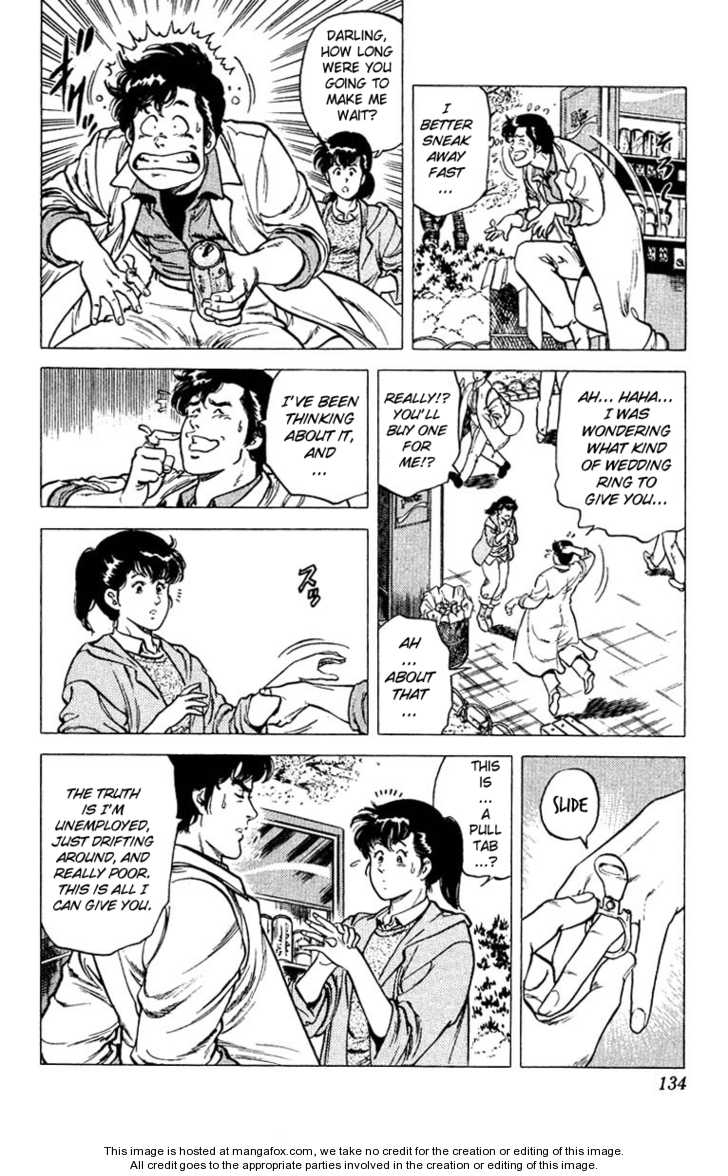 I
BETTER
SNEAK
AWAY
FAST
...
DARLING,
HOW LONG
WERE YOU
GOING TO
MAKE ME
WAIT?
AH... HAHA...
I WAS
WONDERING
WHAT KIND
OF WEDDING
RING TO
GIVE YOU...
REALLY!?
YOU'LL
BUY ONE
FOR
ME!?
AH
...
ABOUT
THAT
...
I'VE BEEN
THINKING
ABOUT IT,
AND
...
スッ
SLIDE
THIS
IS
...
A
PULL
TAB
...?
THE TRUTH
IS I'M
UNEMPLOYED,
JUST DRIFTING
AROUND, AND
REALLY POOR.
THIS IS ALL I
CAN GIVE YOU.
134
This image is hosted at mangafox.com, we take no credit for the creation or editing of this image.
All credit goes to the appropriate parties involved in the creation or editing of these images.